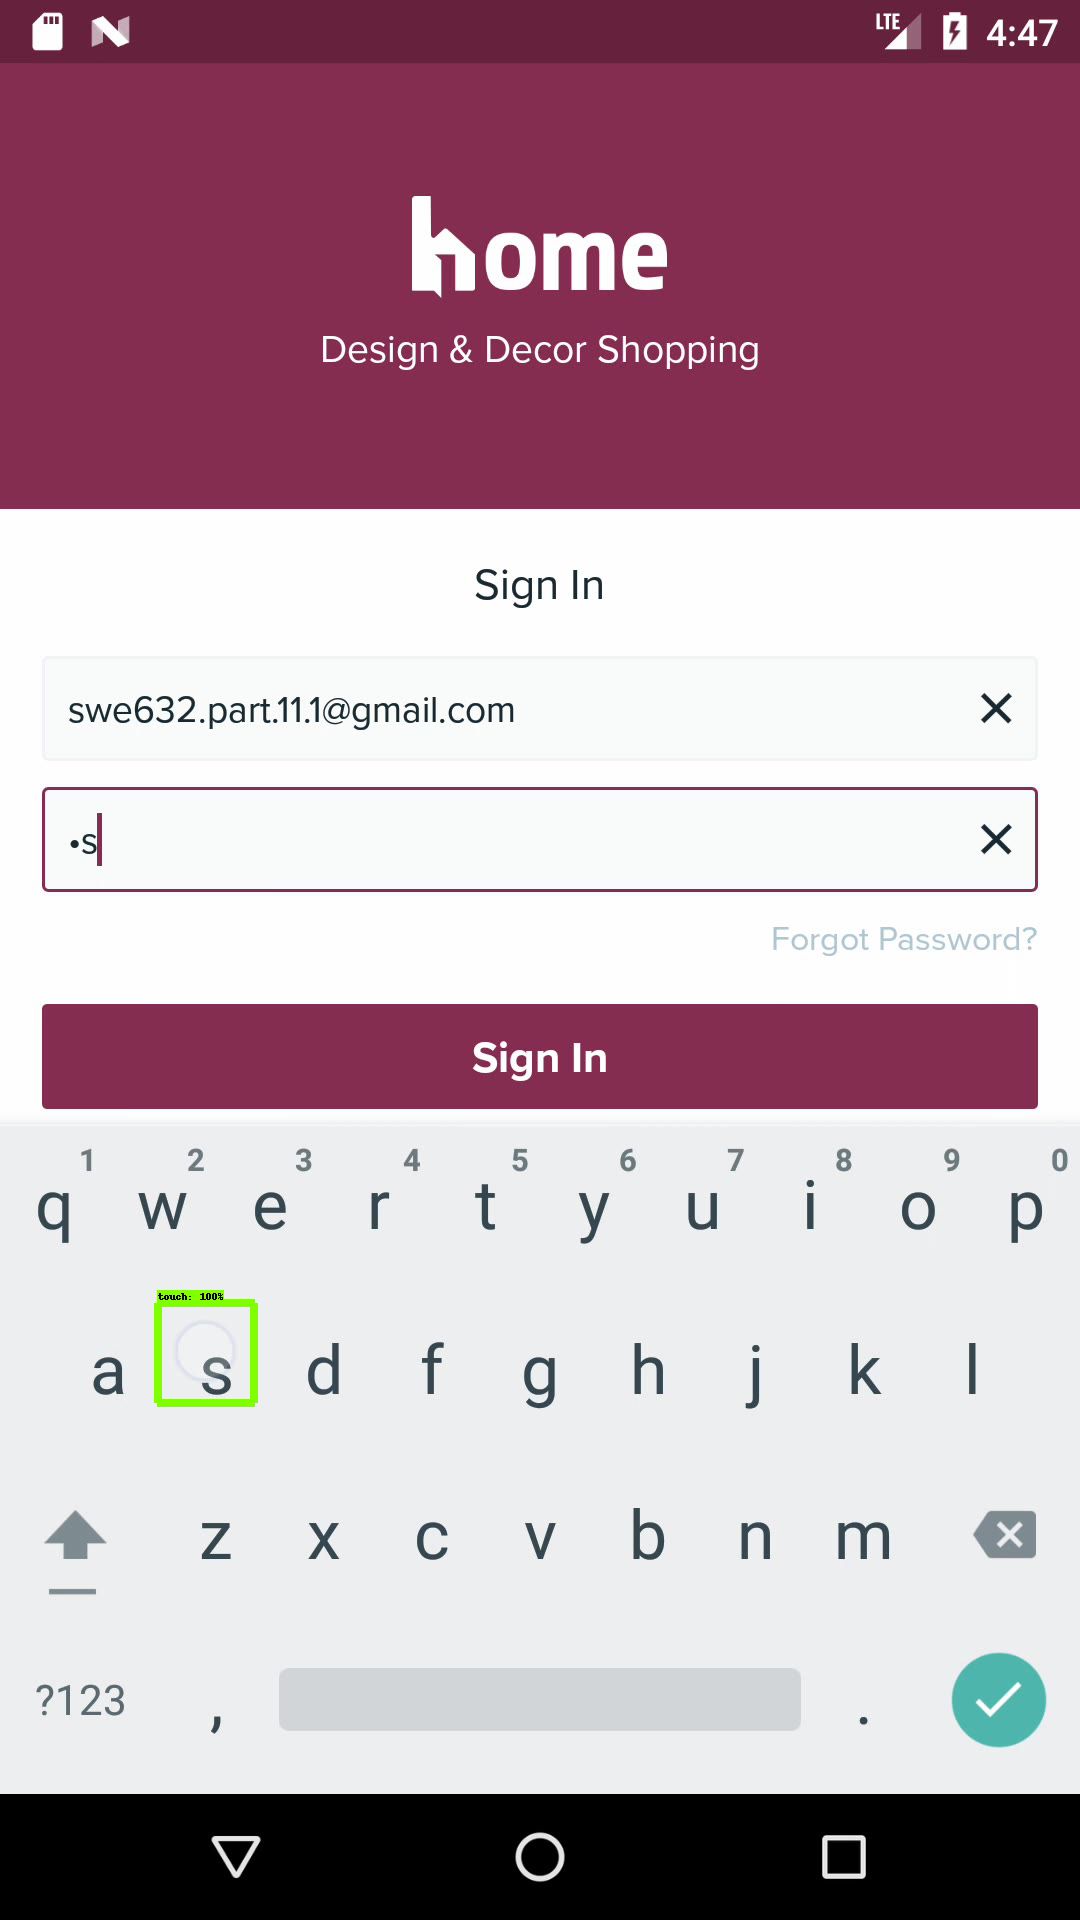 LTE 4:47
home
Design & Decor Shopping
Sign In
swe632.part.11.1@gmail.com
•s
Forgot Password?
Sign In
1 2 3 4 5 6 7 8 9 0
q w e r t y u i o p
touch: 100%
a s d f g h j k l
z x c v b n m
?123 , .